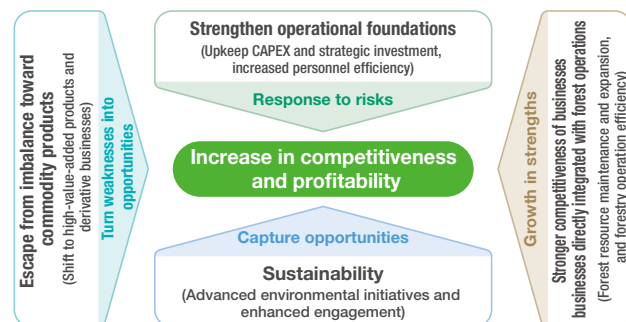 Strengthen operational foundations
(Upkeep CAPEX and strategic investment,
increased personnel efficiency)
Response to risks
Escape from imbalance toward
commodity products
(Shift to high-value-added products and
derivative businesses)
Turn weaknesses into
opportunities
Increase in competitiveness
and profitability
Growth in strengths
Stronger competitiveness of businesses
businesses directly integrated with forest operations
(Forest resource maintenance and expansion,
and forestry operation efficiency)
Capture opportunities
Sustainability
(Advanced environmental initiatives and
enhanced engagement)